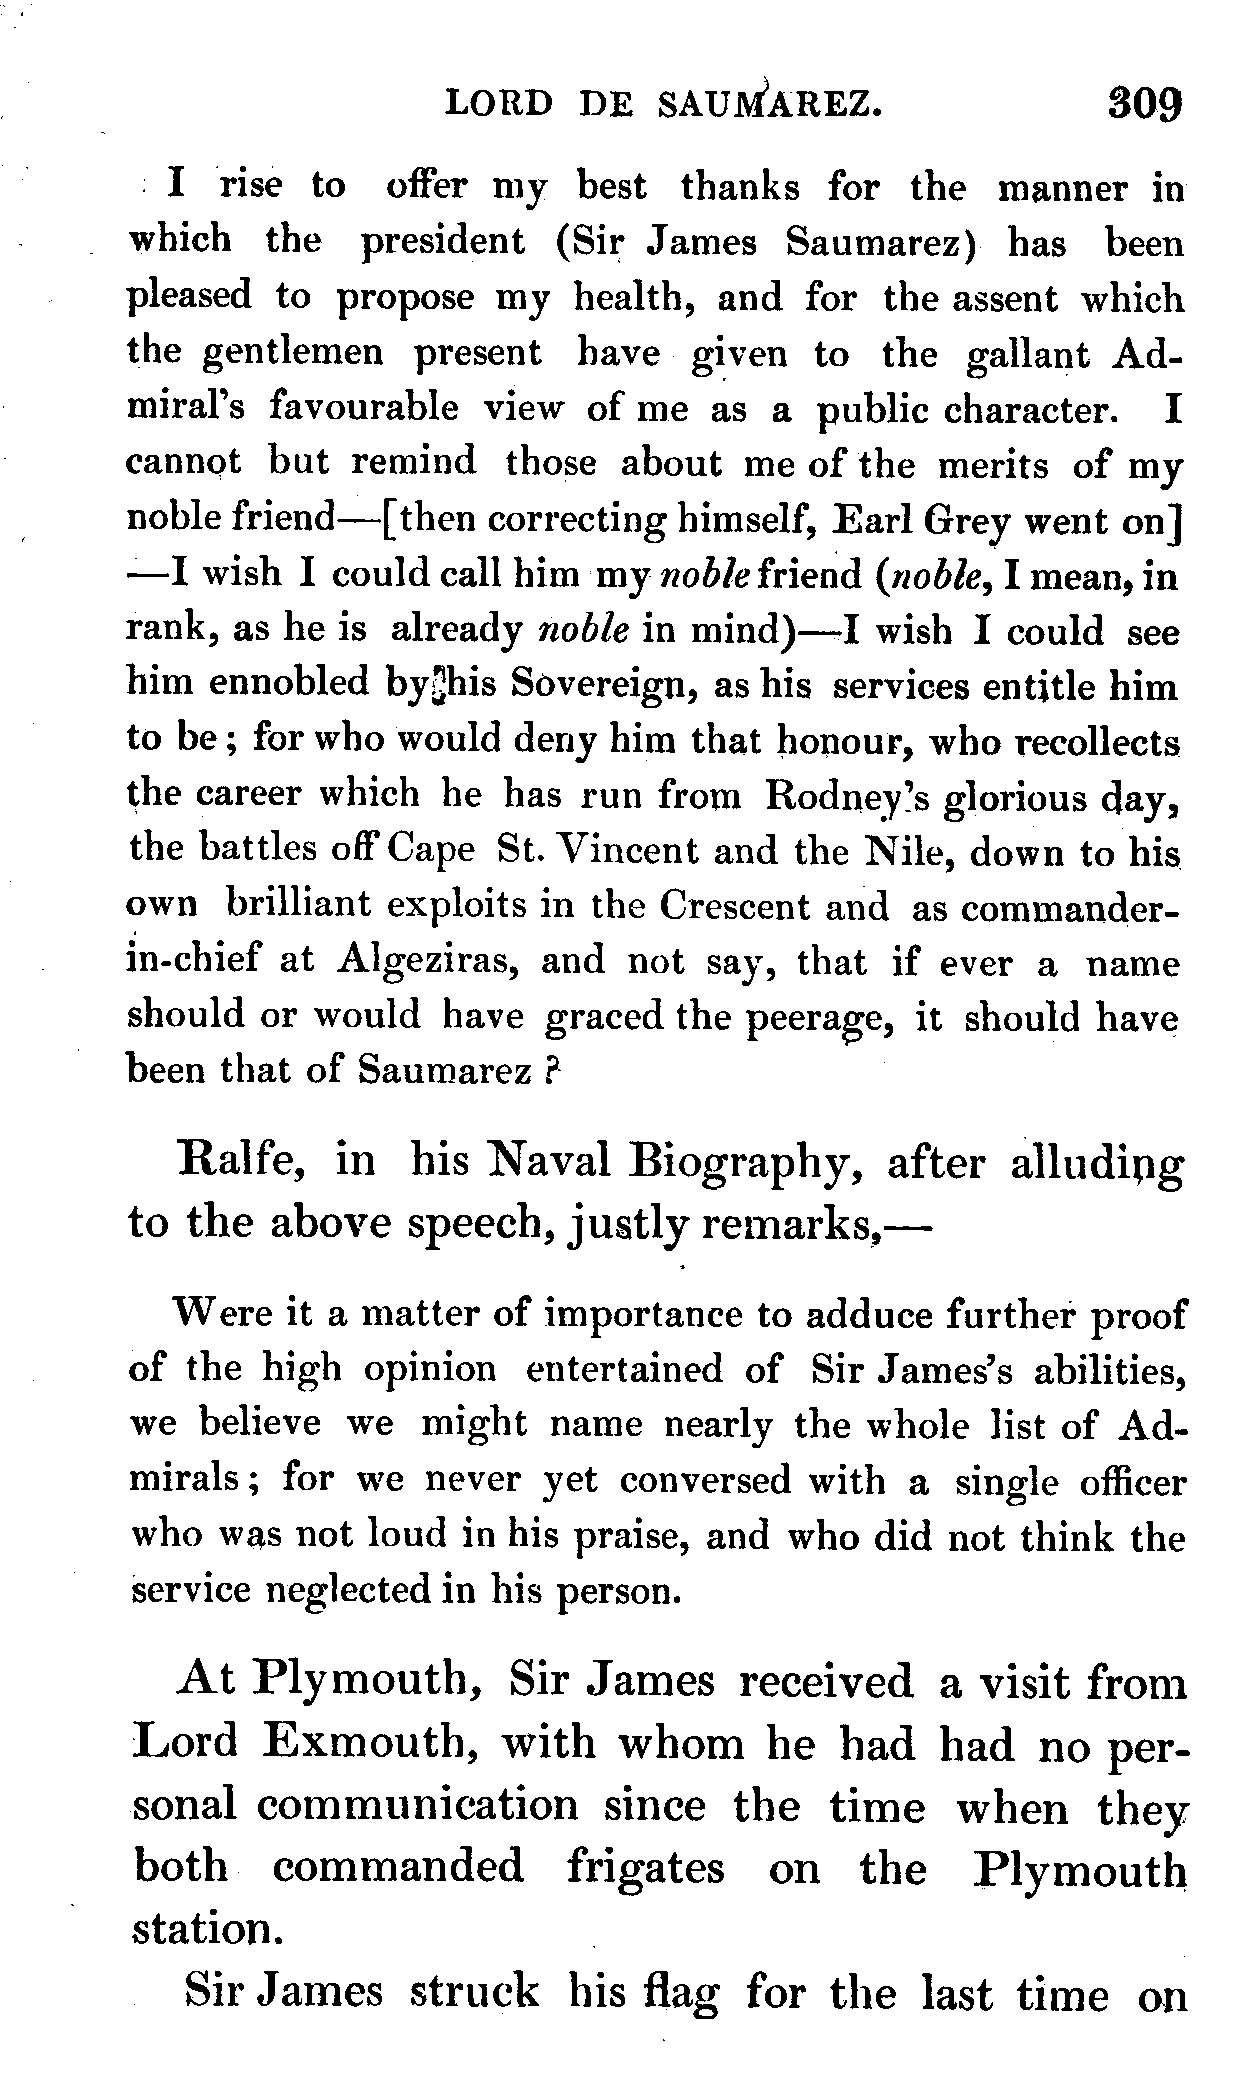 LORD DE SAUMAREZ. 309
I rise to offer my best thanks for the manner in
which the president (Sir James Saumarez) has been
pleased to propose my health, and for the assent which
the gentlemen present have given to the gallant Ad-
miral's favourable view of me as a public character. I
cannot but remind those about me of the merits of my
noble friend—[then correcting himself, Earl Grey went on]
—I wish I could call him my noble friend (noble, I mean, in
rank, as he is already noble in mind)—I wish I could see
him ennobled by his Sovereign, as his services entitle him
to be; for who would deny him that honour, who recollects
the career which he has run from Rodney's glorious day,
the battles off Cape St. Vincent and the Nile, down to his
own brilliant exploits in the Crescent and as commander-
in-chief at Algeziras, and not say, that if ever a name
should or would have graced the peerage, it should have
been that of Saumarez?
Ralfe, in his Naval Biography, after alluding
to the above speech, justly remarks,—
Were it a matter of importance to adduce further proof
of the high opinion entertained of Sir James's abilities,
we believe we might name nearly the whole list of Ad-
mirals; for we never yet conversed with a single officer
who was not loud in his praise, and who did not think the
service neglected in his person.
At Plymouth, Sir James received a visit from
Lord Exmouth, with whom he had had no per-
sonal communication since the time when they
both commanded frigates on the Plymouth
station.
Sir James struck his flag for the last time on